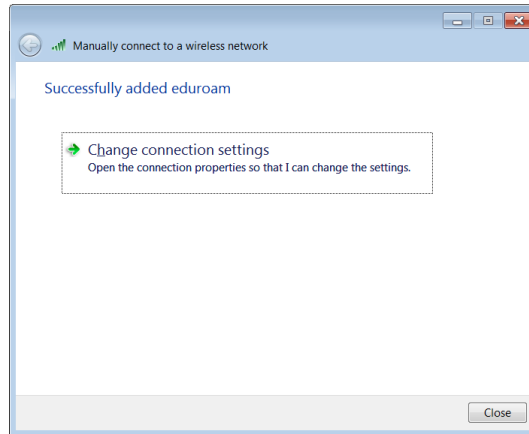 Manually connect to a wireless network
Successfully added eduroam
Change connection settings
Open the connection properties so that I can change the settings.
Close